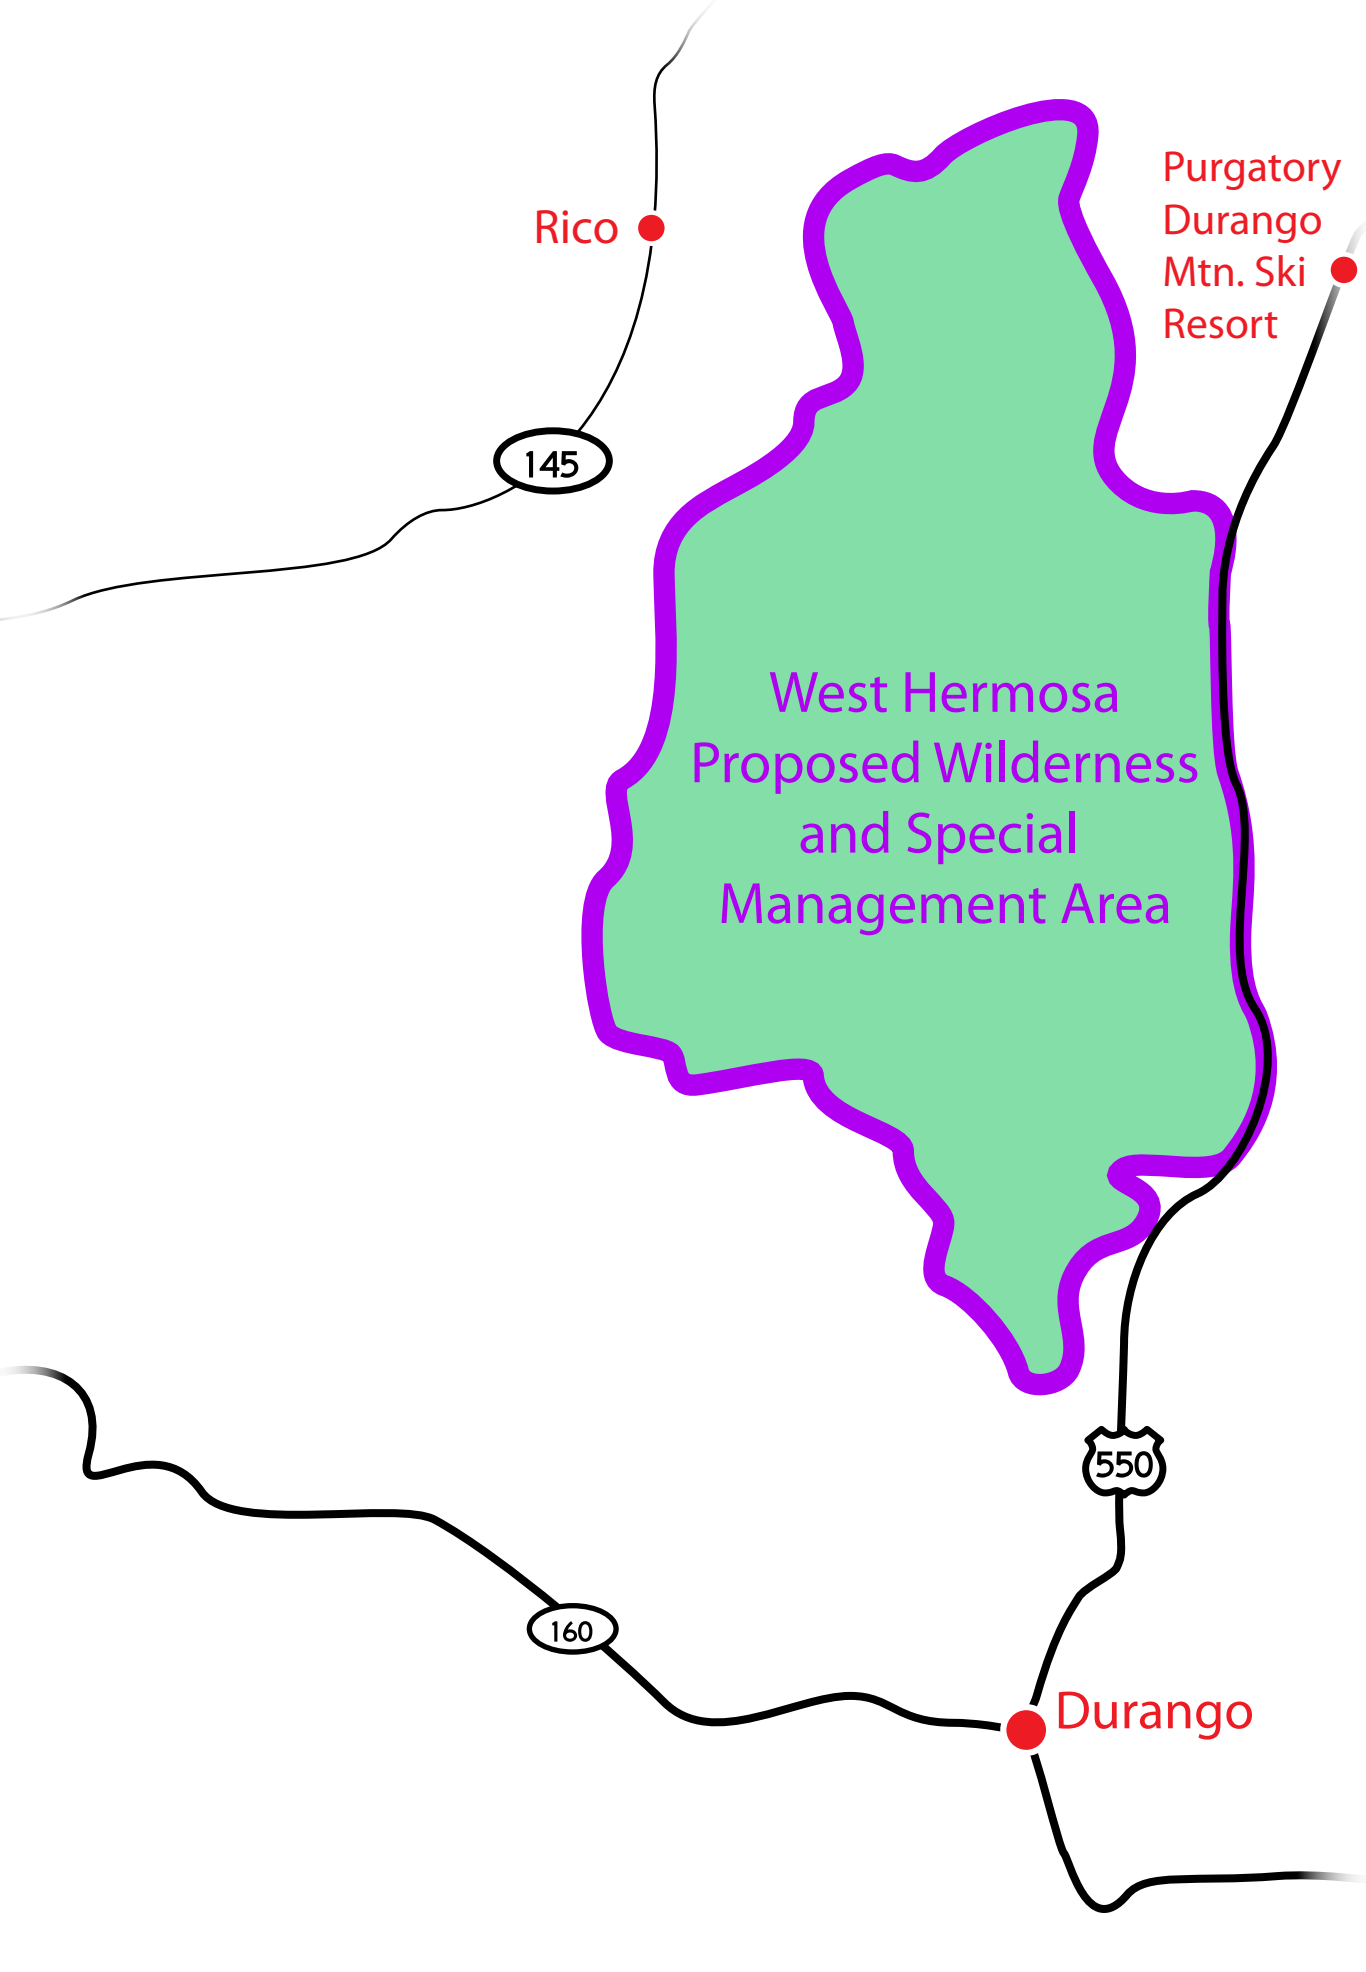 Purgatory
Durango
Mtn. Ski
Resort
Rico
145
West Hermosa
Proposed Wilderness
and Special
Management Area
550
160
Durango